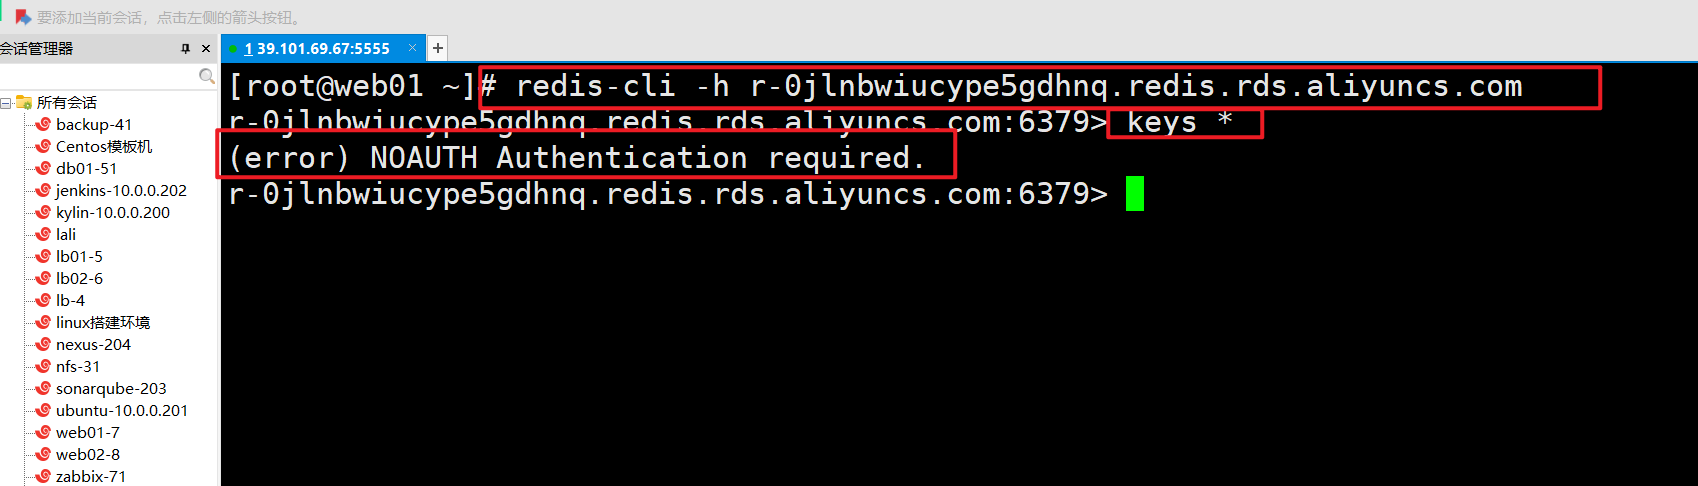 要添加当前会话，点击左侧的箭头按钮。
会话管理器
1 39.101.69.67:5555
所有会话
backup-41
Centos模板机
db01-51
jenkins-10.0.0.202
kylin-10.0.0.200
lali
lb01-5
lb02-6
lb-4
linux搭建环境
nexus-204
nfs-31
sonarqube-203
ubuntu-10.0.0.201
web01-7
web02-8
zabbix-71
[root@web01 ~]# redis-cli -h r-0jlnbwiucype5gdhnq.redis.rds.aliyuncs.com
r-0jlnbwiucype5gdhnq.redis.rds.aliyuncs.com:6379> keys *
(error) NOAUTH Authentication required.
r-0jlnbwiucype5gdhnq.redis.rds.aliyuncs.com:6379>